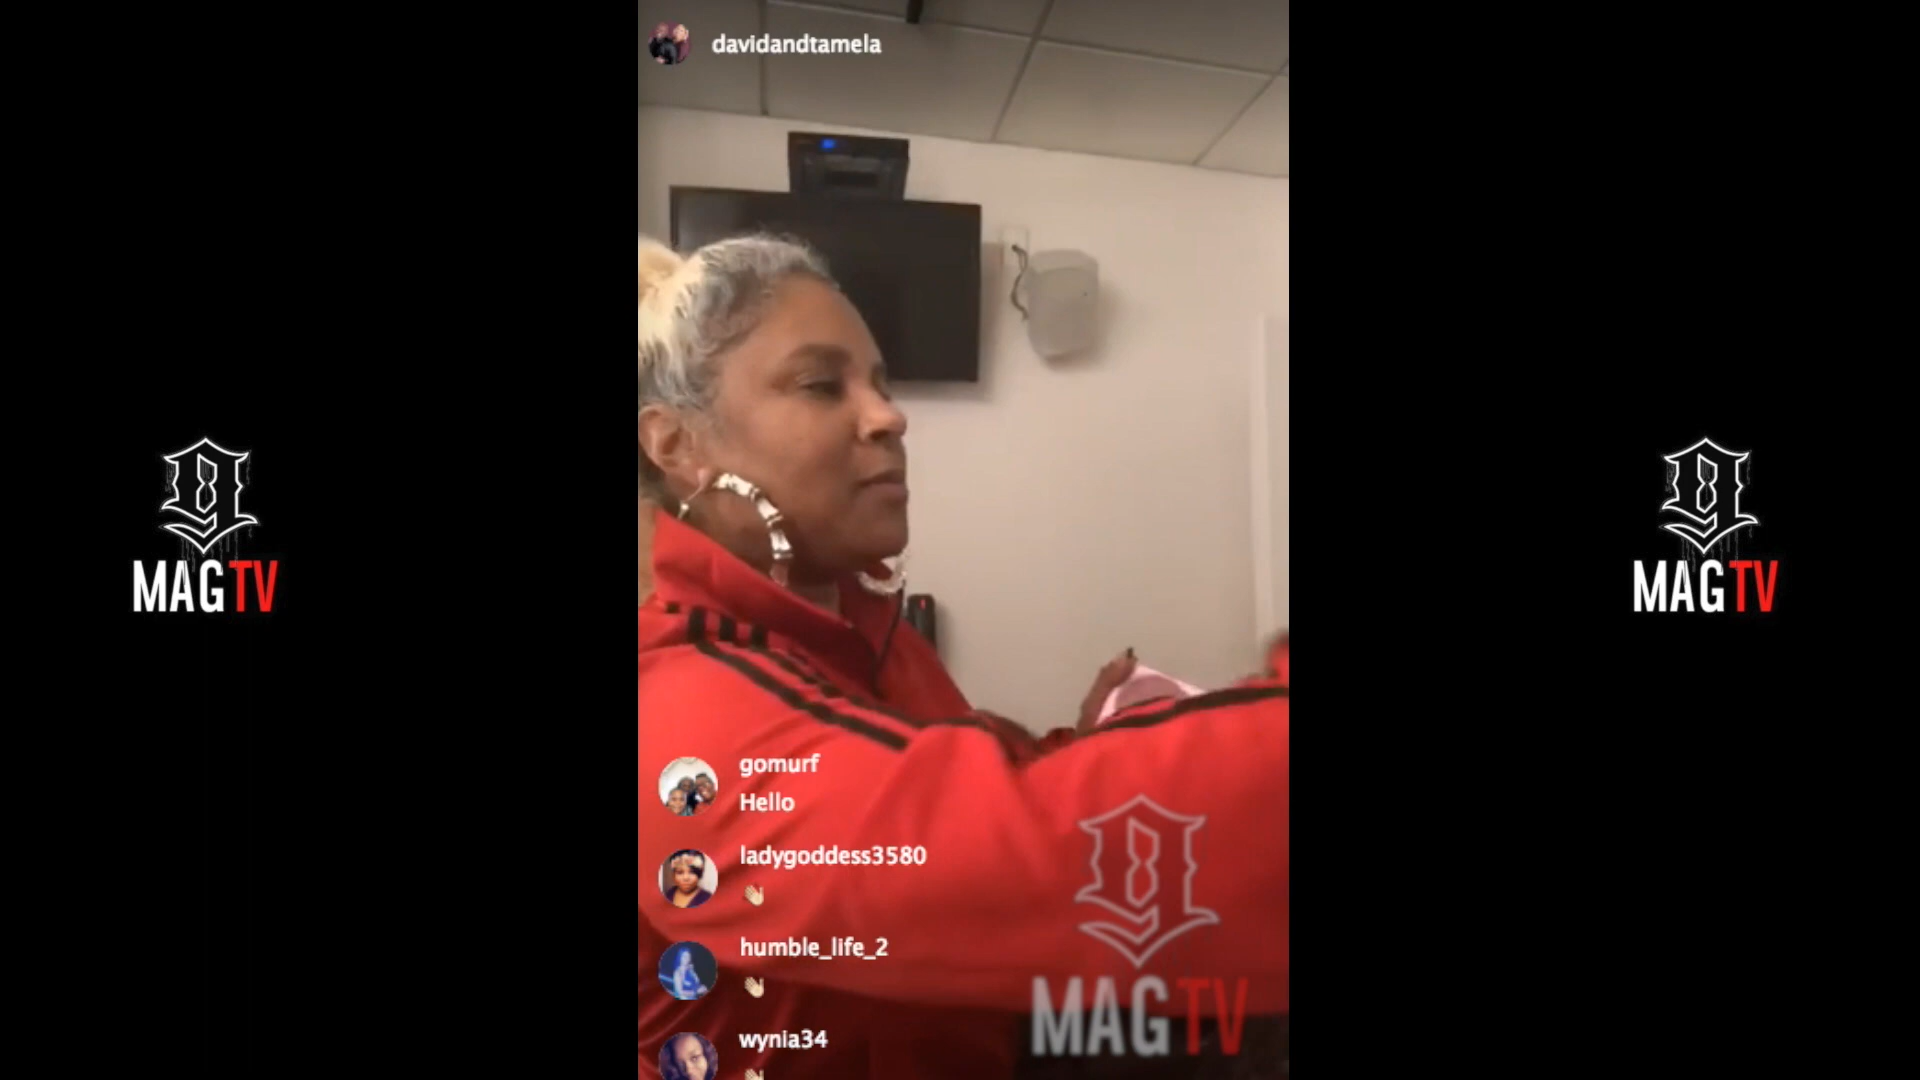 davidandtamela
gomurf
Hello
ladygoddess3580
humble_life_2
wynia34
g
MAGTV
g
MAGTV
g
MAGTV